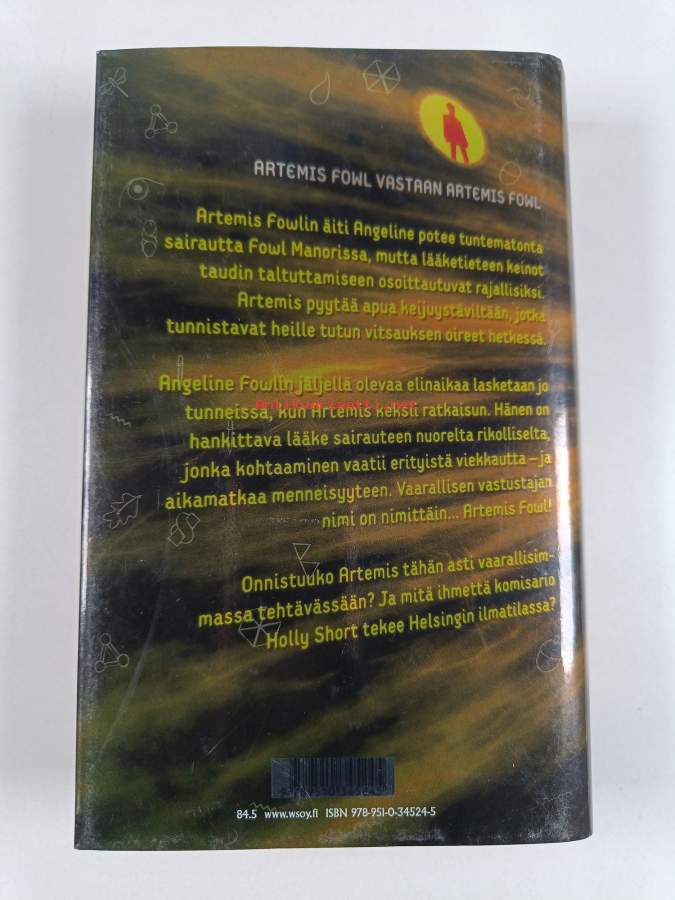 ARTEMIS FOWL VASTAAN ARTEMIS FOWL
Artemis Fowlin äiti Angeline potee tuntematonta
sairautta Fowl Manorissa, mutta lääketieteen keinot
taudin taltuttamiseen osoittautuvat rajallisiksi.
Artemis pyytää apua keijuystäviltään, jotka
tunnistavat heille tutun vitsauksen oireet hetkessä.
Angeline Fowlin jäljellä olevaa elinaikaa lasketaan jo
Antikvariaatti.net
tunneissa, kun Artemis keksii ratkaisun. Hänen on
hankittava lääke sairauteen nuorelta rikolliselta,
jonka kohtaaminen vaatii erityistä viekkautta – ja
aikamatkaa menneisyyteen. Vaarallisen vastustajan
nimi on nimittäin... Artemis Fowl!
Onnistuuko Artemis tähän asti vaarallisim-
massa tehtävässään? Ja mitä ihmettä komisario
Holly Short tekee Helsingin ilmatilassa?
84.5 www.wsoy.fi ISBN 978-951-0-34524-5